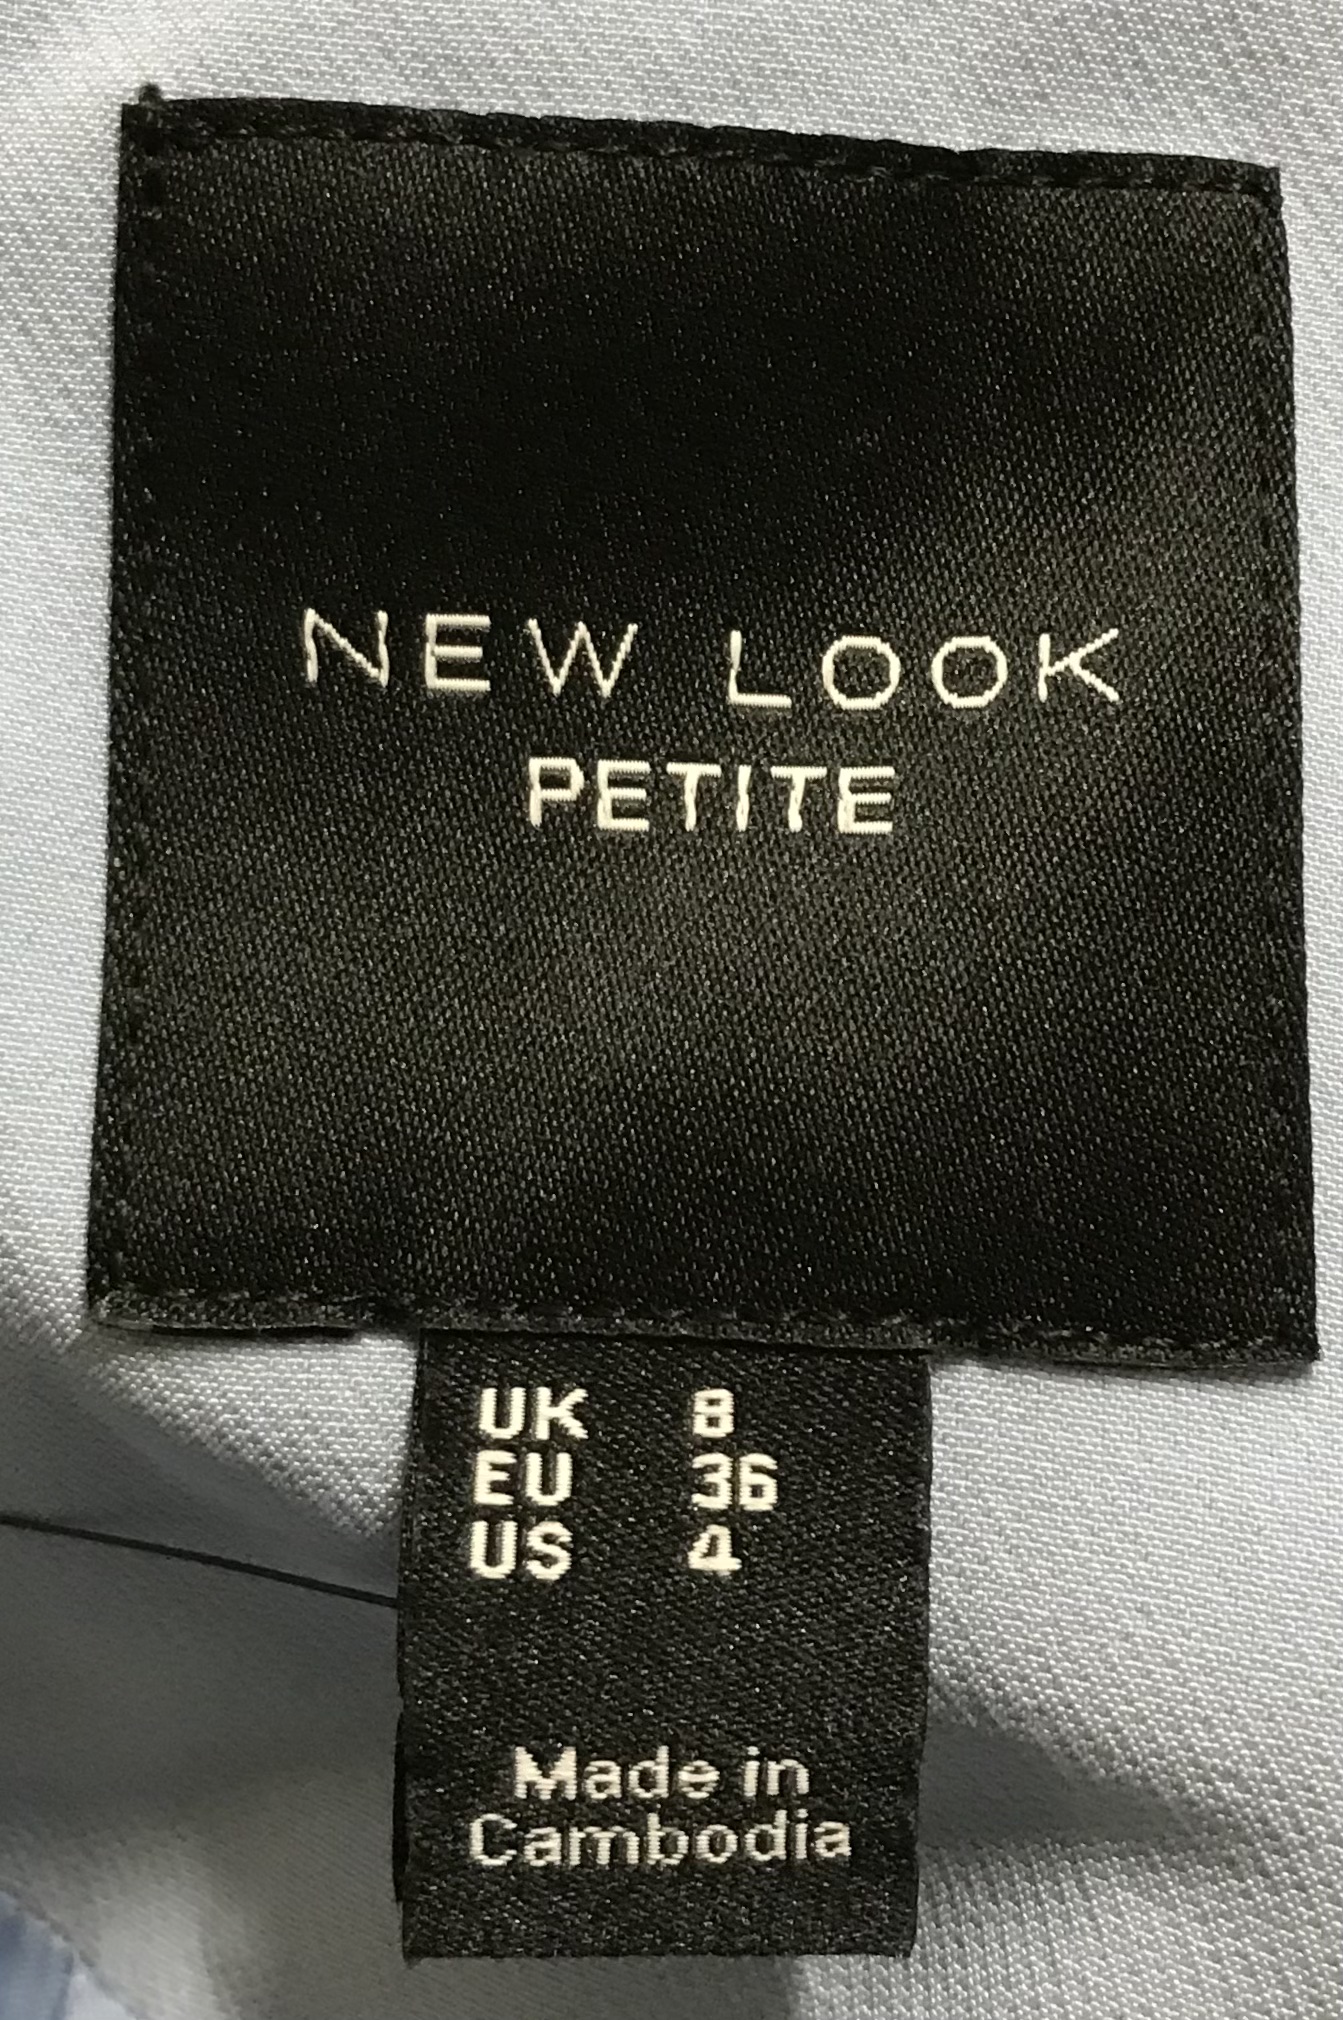 NEW LOOK
PETITE
UK 8
EU 36
US 4
Made in
Cambodia